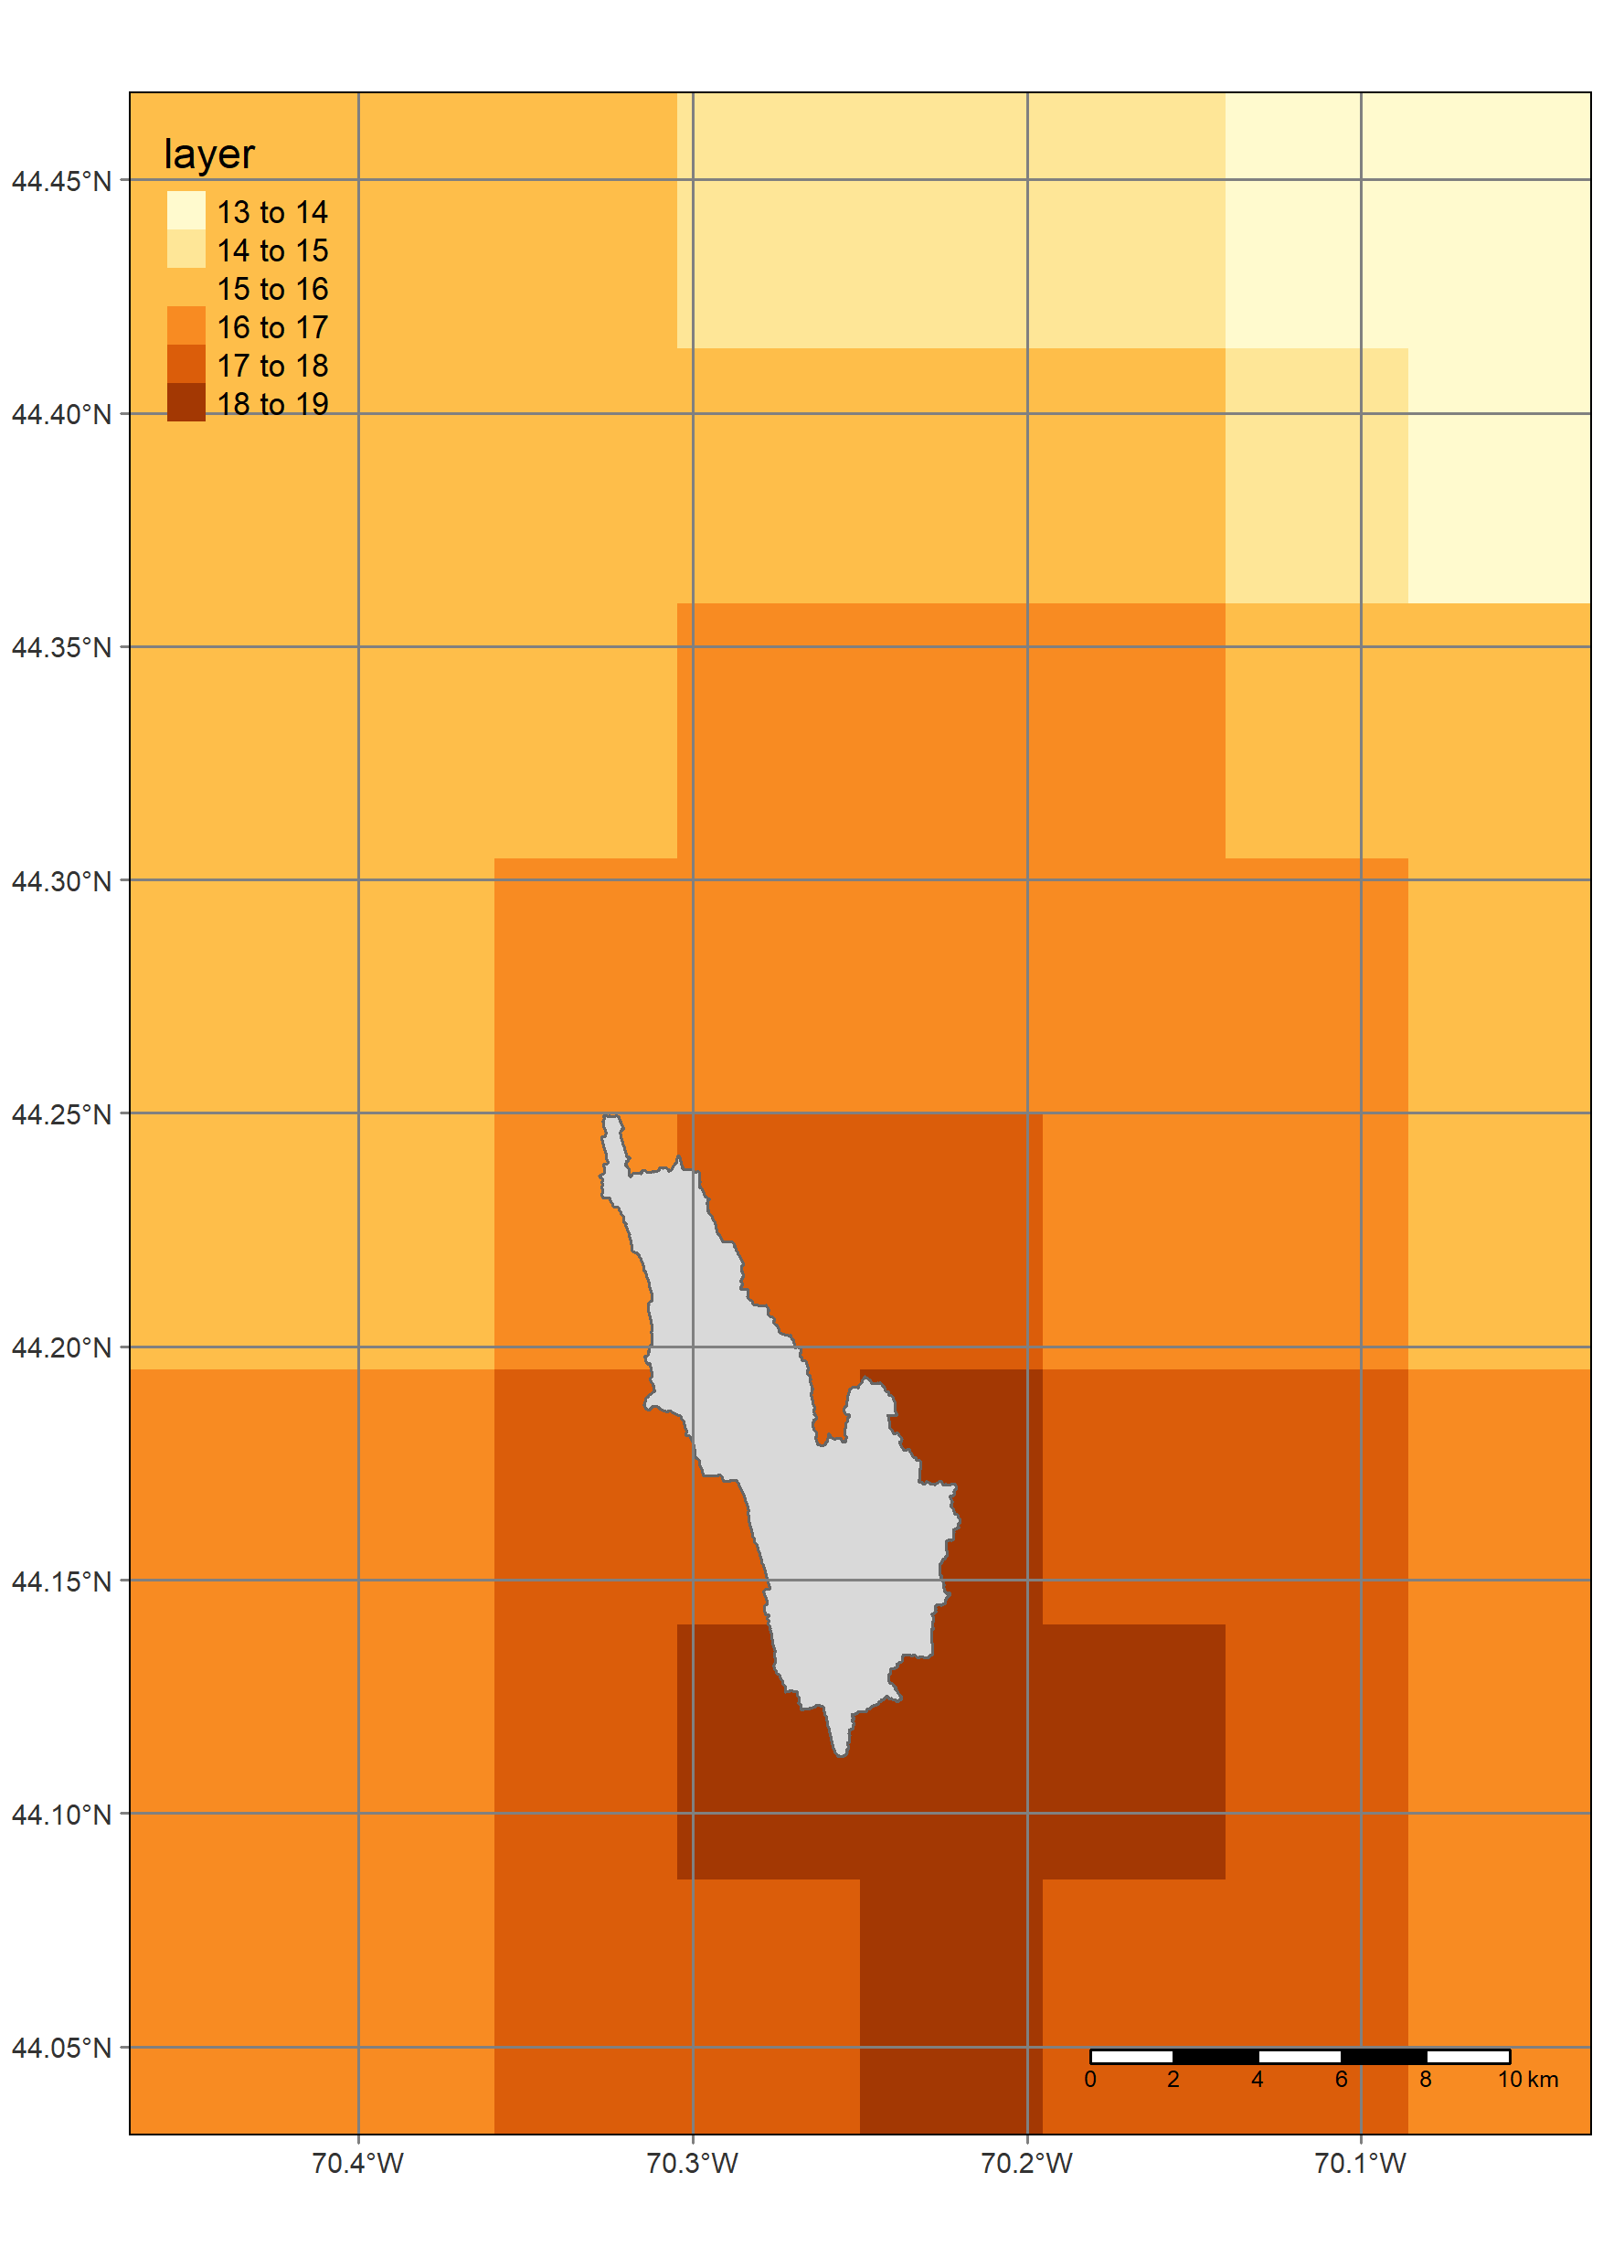 layer
13 to 14
14 to 15
15 to 16
16 to 17
17 to 18
18 to 19
44.45°N
44.40°N
44.35°N
44.30°N
44.25°N
44.20°N
44.15°N
44.10°N
44.05°N
0 2 4 6 8 10 km
70.4°W 70.3°W 70.2°W 70.1°W